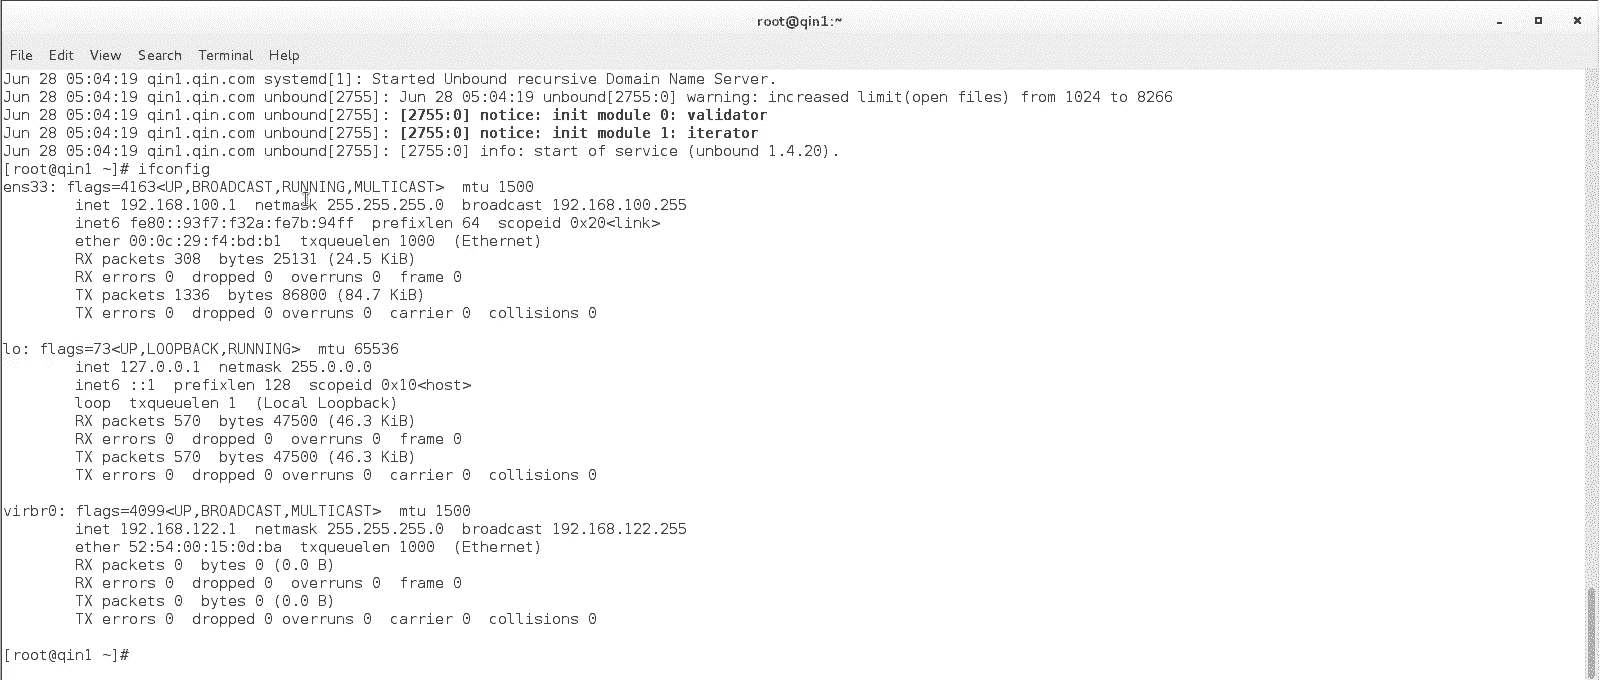 root@qin1:~
File Edit View Search Terminal Help
Jun 28 05:04:19 qin1.qin.com systemd[1]: Started Unbound recursive Domain Name Server.
Jun 28 05:04:19 qin1.qin.com unbound[2755]: Jun 28 05:04:19 unbound[2755:0] warning: increased limit(open files) from 1024 to 8266
Jun 28 05:04:19 qin1.qin.com unbound[2755]: [2755:0] notice: init module 0: validator
Jun 28 05:04:19 qin1.qin.com unbound[2755]: [2755:0] notice: init module 1: iterator
Jun 28 05:04:19 qin1.qin.com unbound[2755]: [2755:0] info: start of service (unbound 1.4.20).
[root@qin1 ~]# ifconfig
ens33: flags=4163<UP,BROADCAST,RUNNING,MULTICAST>  mtu 1500
        inet 192.168.100.1  netmask 255.255.255.0  broadcast 192.168.100.255
        inet6 fe80::93f7:f32a:fe7b:94ff  prefixlen 64  scopeid 0x20<link>
        ether 00:0c:29:f4:bd:b1  txqueuelen 1000  (Ethernet)
        RX packets 308  bytes 25131 (24.5 KiB)
        RX errors 0  dropped 0  overruns 0  frame 0
        TX packets 1336  bytes 86800 (84.7 KiB)
        TX errors 0  dropped 0 overruns 0  carrier 0  collisions 0

lo: flags=73<UP,LOOPBACK,RUNNING>  mtu 65536
        inet 127.0.0.1  netmask 255.0.0.0
        inet6 ::1  prefixlen 128  scopeid 0x10<host>
        loop  txqueuelen 1  (Local Loopback)
        RX packets 570  bytes 47500 (46.3 KiB)
        RX errors 0  dropped 0  overruns 0  frame 0
        TX packets 570  bytes 47500 (46.3 KiB)
        TX errors 0  dropped 0 overruns 0  carrier 0  collisions 0

virbr0: flags=4099<UP,BROADCAST,MULTICAST>  mtu 1500
        inet 192.168.122.1  netmask 255.255.255.0  broadcast 192.168.122.255
        ether 52:54:00:15:0d:ba  txqueuelen 1000  (Ethernet)
        RX packets 0  bytes 0 (0.0 B)
        RX errors 0  dropped 0  overruns 0  frame 0
        TX packets 0  bytes 0 (0.0 B)
        TX errors 0  dropped 0 overruns 0  carrier 0  collisions 0

[root@qin1 ~]#